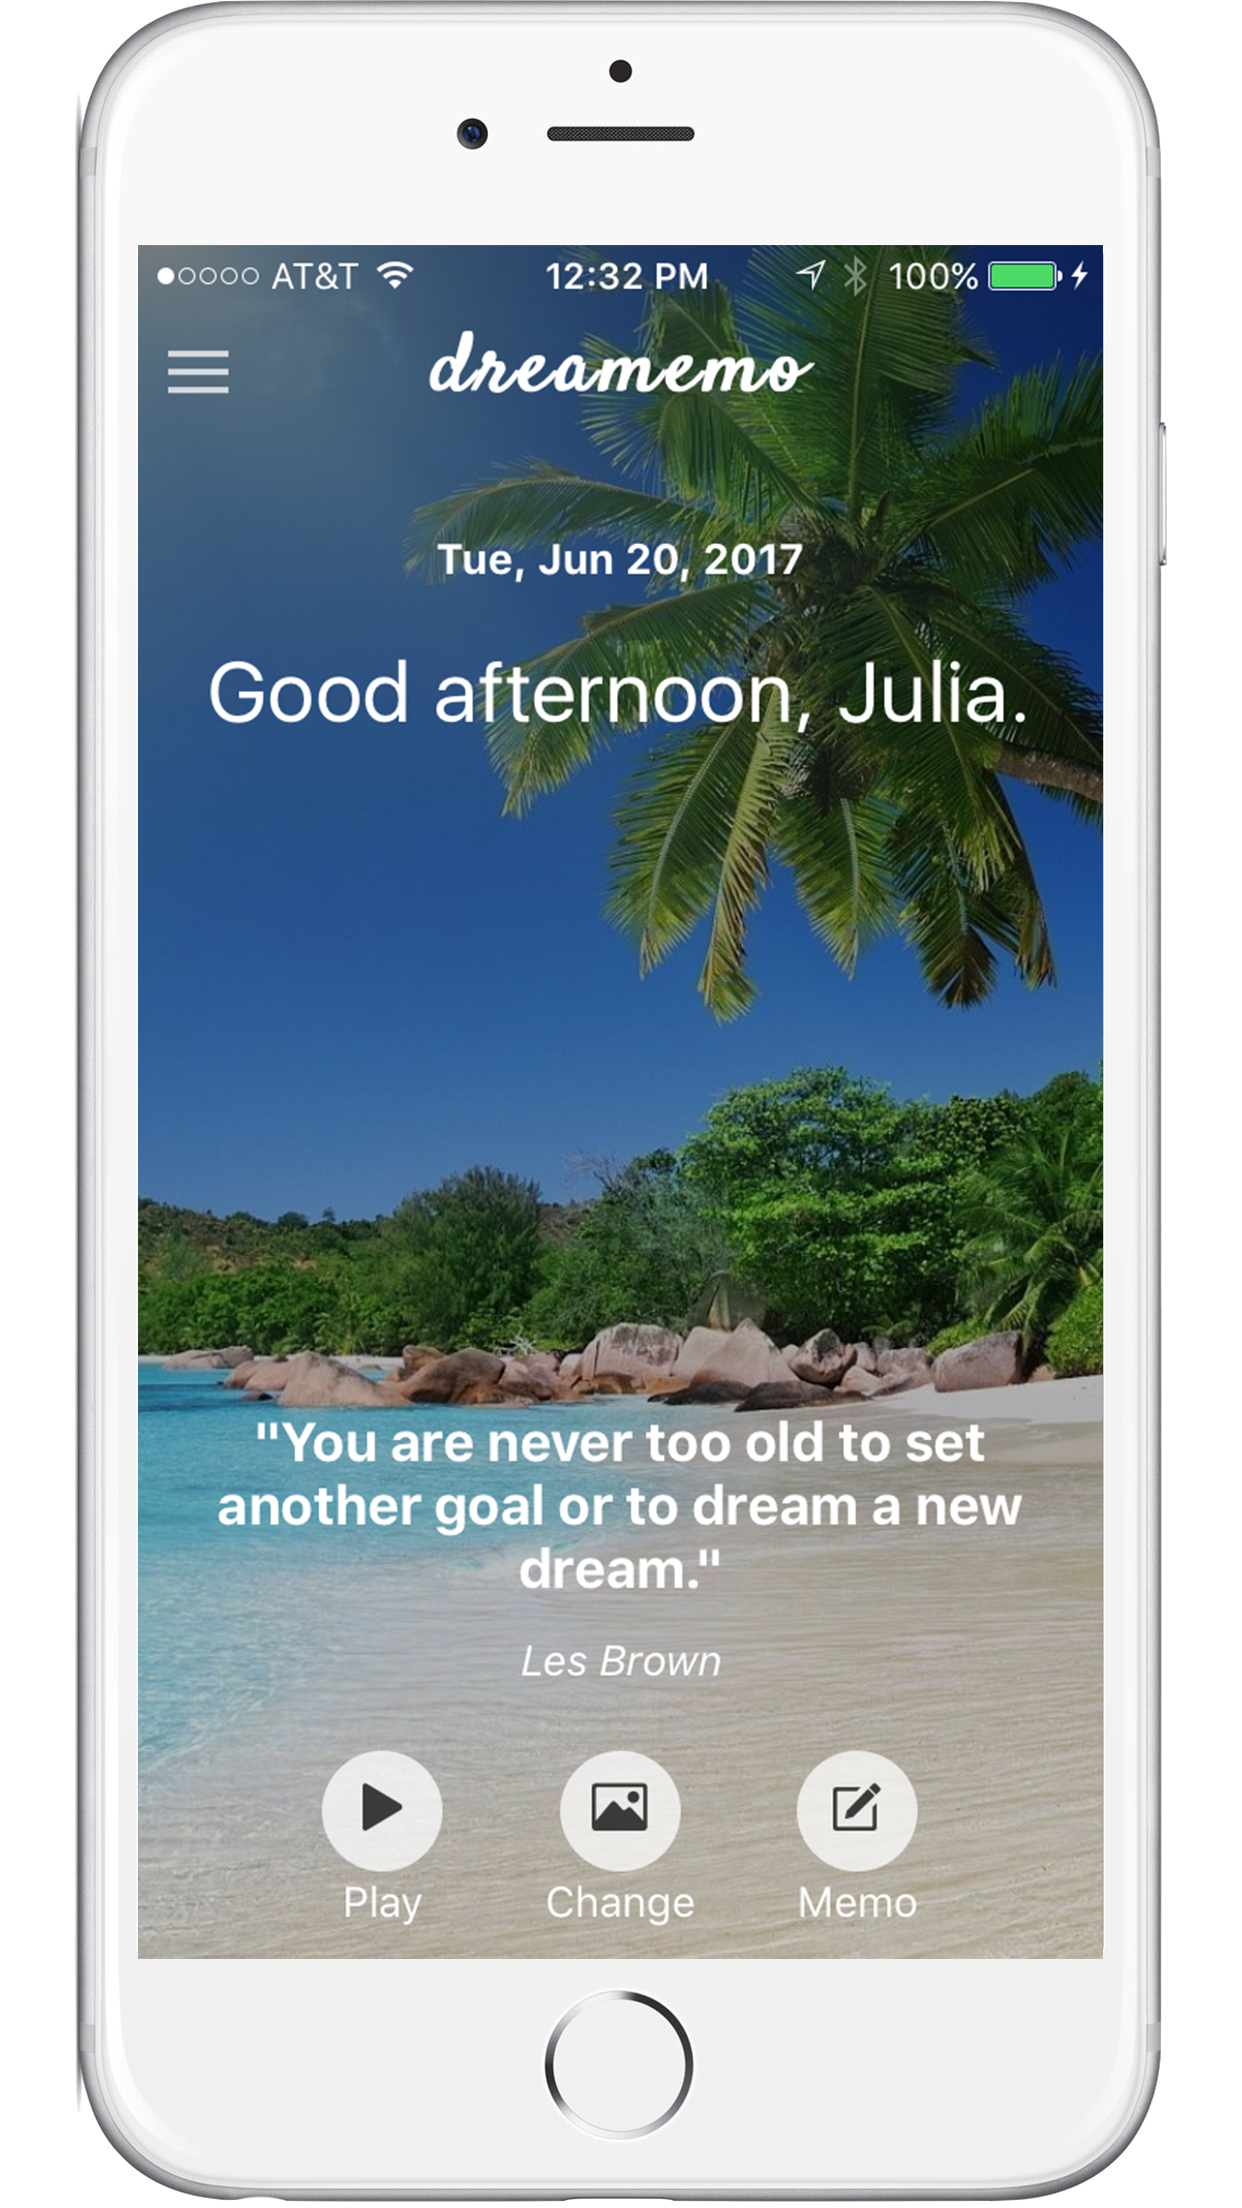 AT&T 12:32 PM 100%
dreamemo
Tue, Jun 20, 2017
Good afternoon, Julia.
"You are never too old to set
another goal or to dream a new
dream."
Les Brown
Play Change Memo